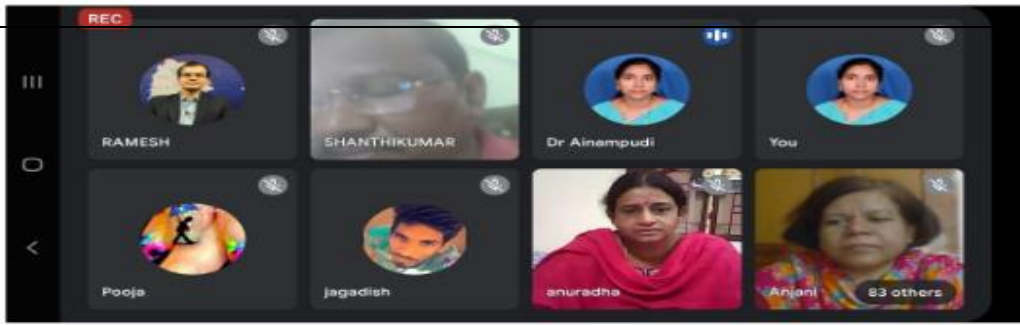 REC
RAMESH
SHANTHIKUMAR
Dr Ainampudi
You
Pooja
jagadish
anuradha
Anjani
83 others